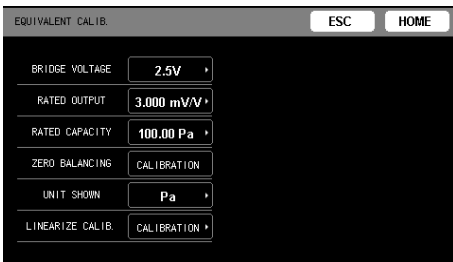 EQUIVALENT CALIB. ESC HOME
BRIDGE VOLTAGE 2.5V
RATED OUTPUT 3.000 mV/V
RATED CAPACITY 100.00 Pa
ZERO BALANCING CALIBRATION
UNIT SHOWN Pa
LINEARIZE CALIB. CALIBRATION